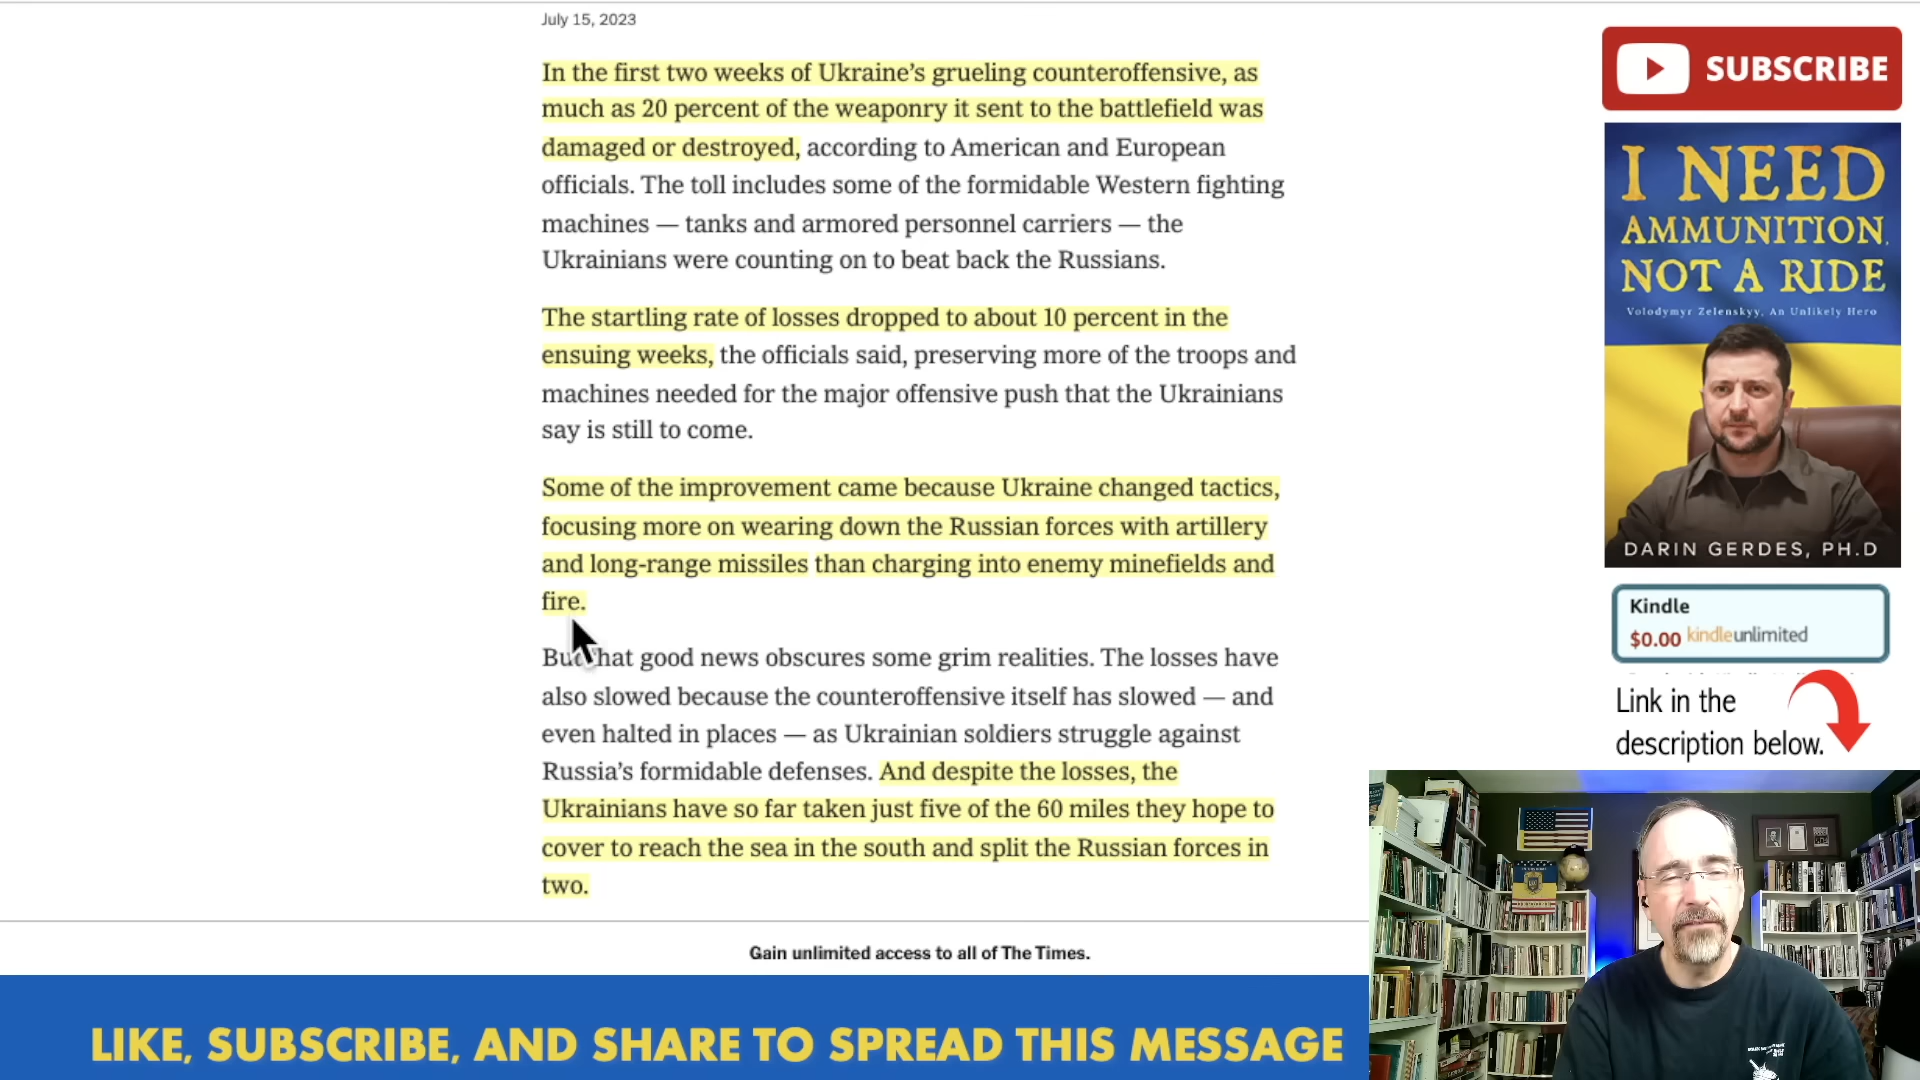 July 15, 2023
In the first two weeks of Ukraine’s grueling counteroffensive, as
much as 20 percent of the weaponry it sent to the battlefield was
damaged or destroyed, according to American and European
officials. The toll includes some of the formidable Western fighting
machines — tanks and armored personnel carriers — the
Ukrainians were counting on to beat back the Russians.
The startling rate of losses dropped to about 10 percent in the
ensuing weeks, the officials said, preserving more of the troops and
machines needed for the major offensive push that the Ukrainians
say is still to come.
Some of the improvement came because Ukraine changed tactics,
focusing more on wearing down the Russian forces with artillery
and long-range missiles than charging into enemy minefields and
fire.
But that good news obscures some grim realities. The losses have
also slowed because the counteroffensive itself has slowed — and
even halted in places — as Ukrainian soldiers struggle against
Russia’s formidable defenses. And despite the losses, the
Ukrainians have so far taken just five of the 60 miles they hope to
cover to reach the sea in the south and split the Russian forces in
two.
Gain unlimited access to all of The Times.
LIKE, SUBSCRIBE, AND SHARE TO SPREAD THIS MESSAGE
SUBSCRIBE
I NEED
AMMUNITION,
NOT A RIDE
Volodymyr Zelenskyy, An Unlikely Hero
DARIN GERDES, PH.D
Kindle
$0.00 kindleunlimited
Link in the
description below.